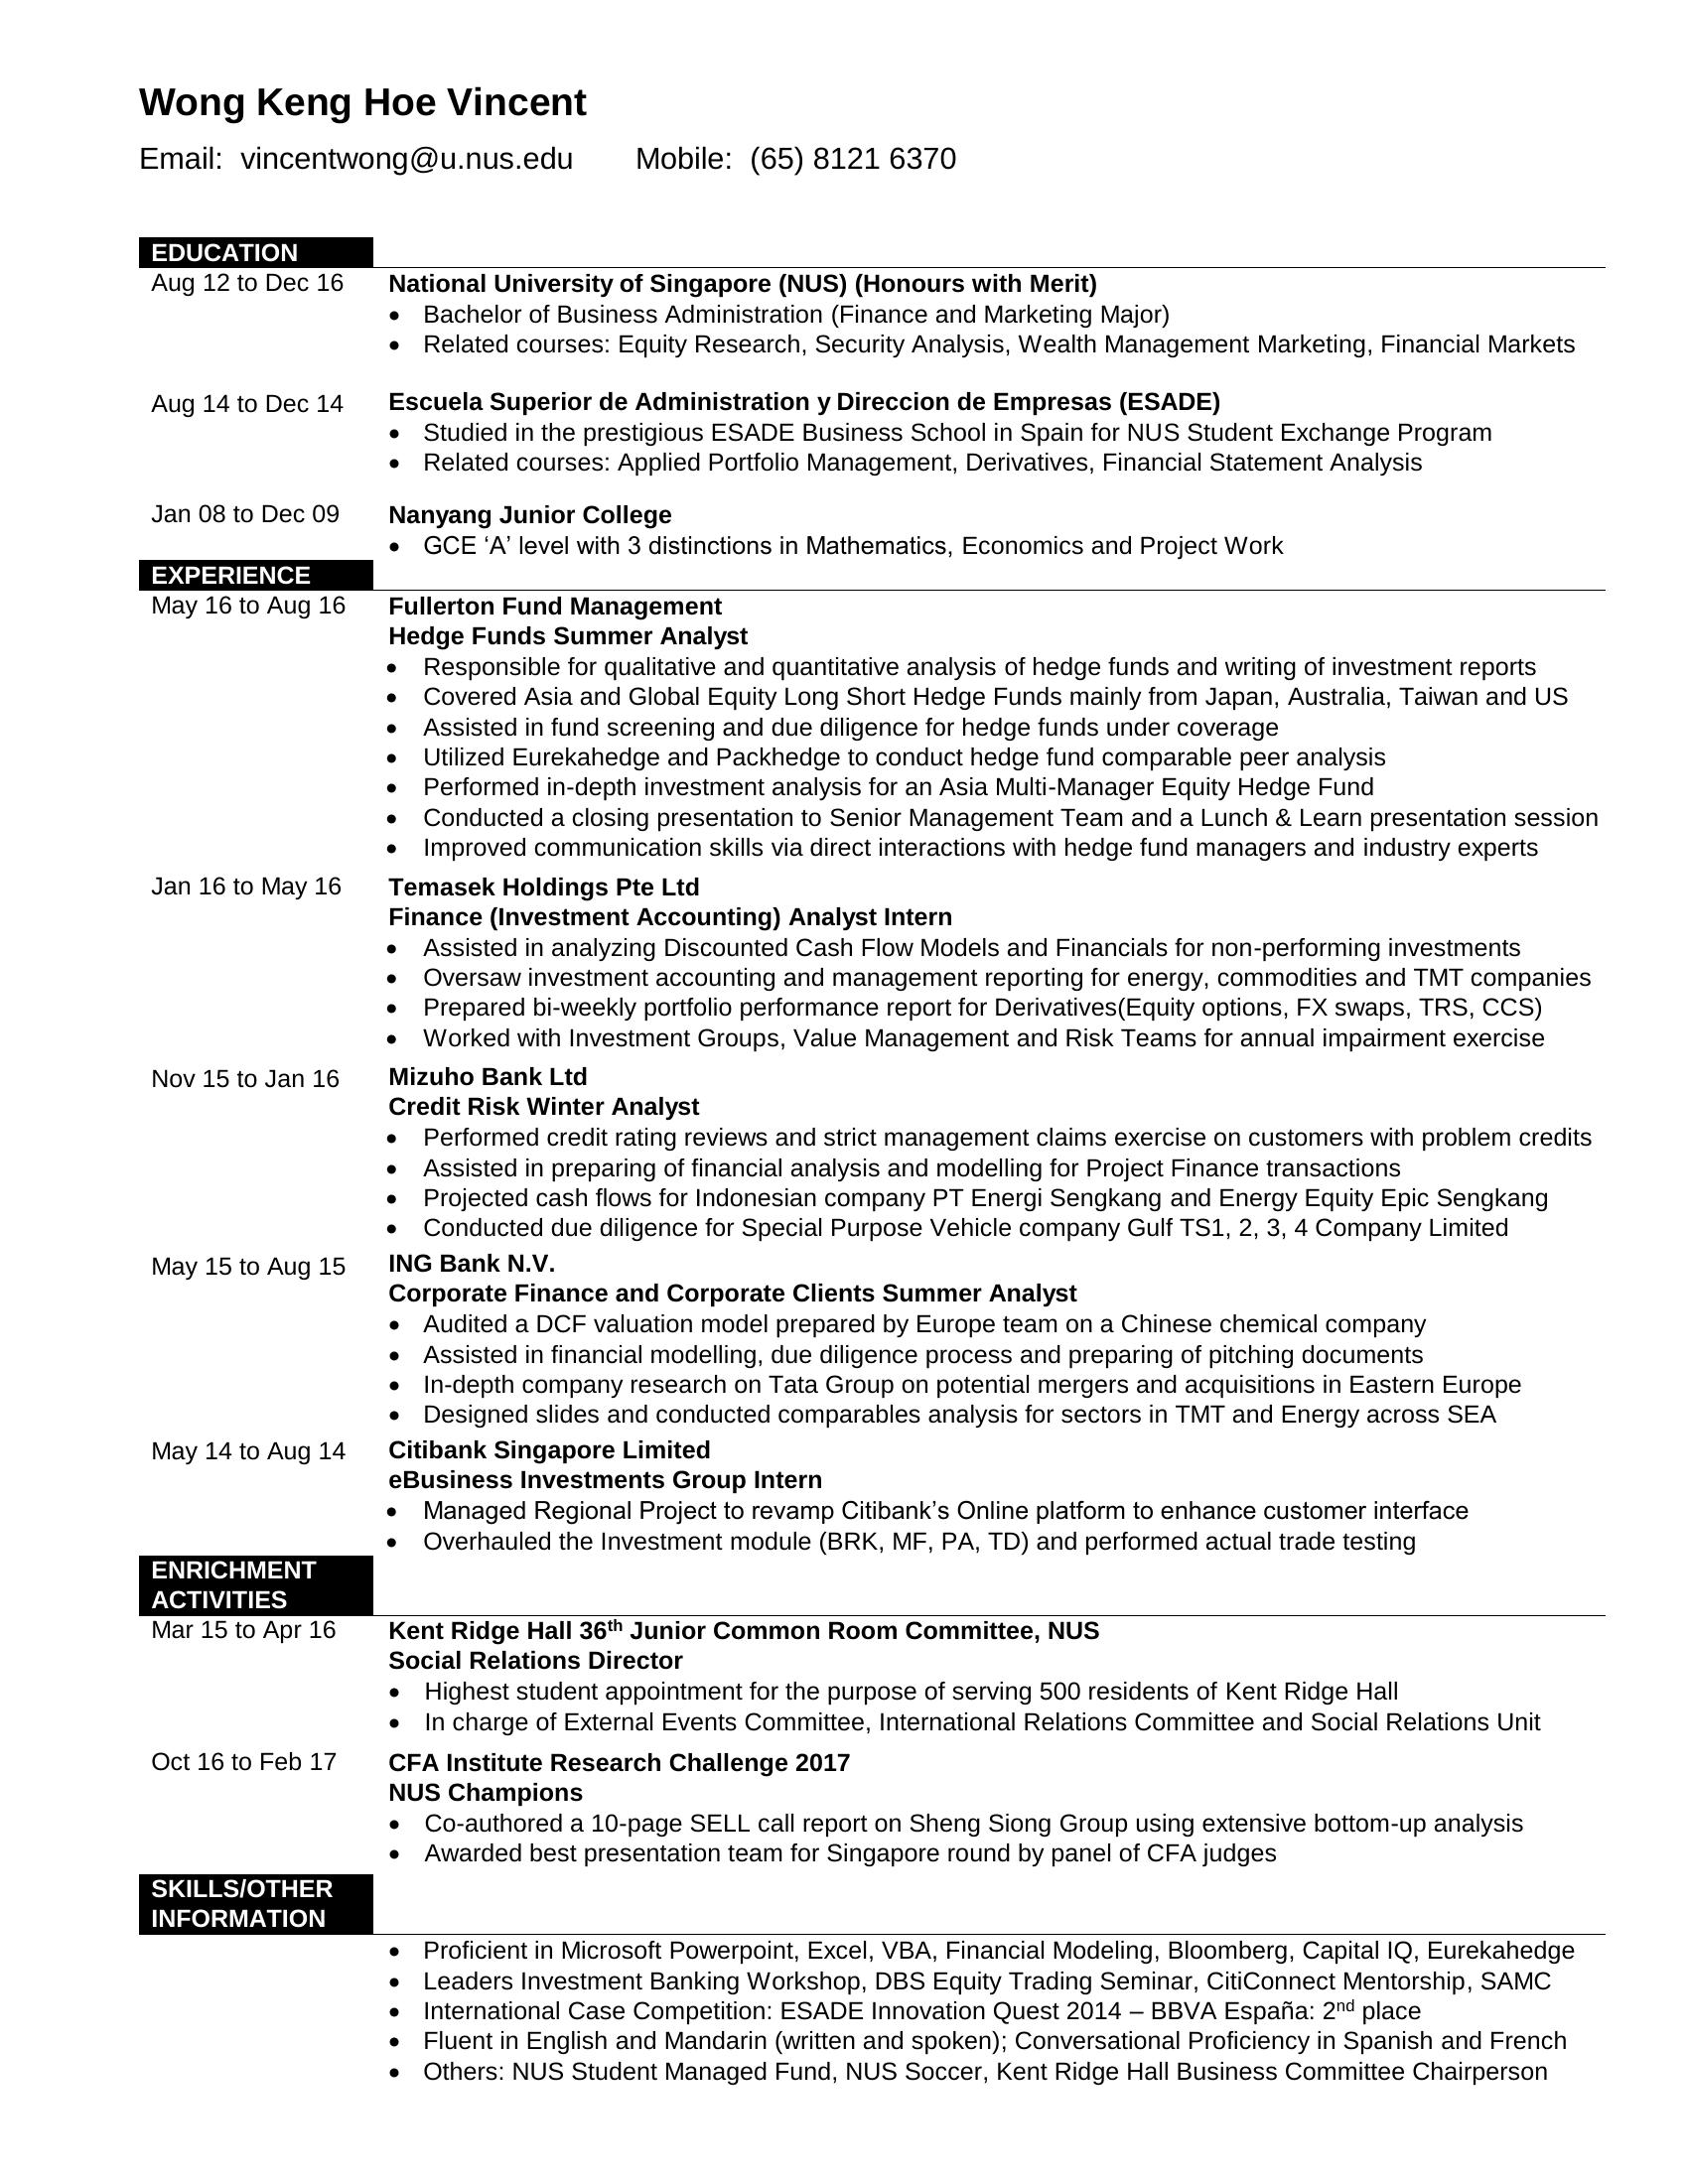 Wong Keng Hoe Vincent
Email: vincentwong@u.nus.edu Mobile: (65) 8121 6370
EDUCATION
Aug 12 to Dec 16 National University of Singapore (NUS) (Honours with Merit)
• Bachelor of Business Administration (Finance and Marketing Major)
• Related courses: Equity Research, Security Analysis, Wealth Management Marketing, Financial Markets
Aug 14 to Dec 14 Escuela Superior de Administration y Direccion de Empresas (ESADE)
• Studied in the prestigious ESADE Business School in Spain for NUS Student Exchange Program
• Related courses: Applied Portfolio Management, Derivatives, Financial Statement Analysis
Jan 08 to Dec 09 Nanyang Junior College
• GCE ‘A’ level with 3 distinctions in Mathematics, Economics and Project Work
EXPERIENCE
May 16 to Aug 16 Fullerton Fund Management
Hedge Funds Summer Analyst
• Responsible for qualitative and quantitative analysis of hedge funds and writing of investment reports
• Covered Asia and Global Equity Long Short Hedge Funds mainly from Japan, Australia, Taiwan and US
• Assisted in fund screening and due diligence for hedge funds under coverage
• Utilized Eurekahedge and Packhedge to conduct hedge fund comparable peer analysis
• Performed in-depth investment analysis for an Asia Multi-Manager Equity Hedge Fund
• Conducted a closing presentation to Senior Management Team and a Lunch & Learn presentation session
• Improved communication skills via direct interactions with hedge fund managers and industry experts
Jan 16 to May 16 Temasek Holdings Pte Ltd
Finance (Investment Accounting) Analyst Intern
• Assisted in analyzing Discounted Cash Flow Models and Financials for non-performing investments
• Oversaw investment accounting and management reporting for energy, commodities and TMT companies
• Prepared bi-weekly portfolio performance report for Derivatives(Equity options, FX swaps, TRS, CCS)
• Worked with Investment Groups, Value Management and Risk Teams for annual impairment exercise
Nov 15 to Jan 16 Mizuho Bank Ltd
Credit Risk Winter Analyst
• Performed credit rating reviews and strict management claims exercise on customers with problem credits
• Assisted in preparing of financial analysis and modelling for Project Finance transactions
• Projected cash flows for Indonesian company PT Energi Sengkang and Energy Equity Epic Sengkang
• Conducted due diligence for Special Purpose Vehicle company Gulf TS1, 2, 3, 4 Company Limited
May 15 to Aug 15 ING Bank N.V.
Corporate Finance and Corporate Clients Summer Analyst
• Audited a DCF valuation model prepared by Europe team on a Chinese chemical company
• Assisted in financial modelling, due diligence process and preparing of pitching documents
• In-depth company research on Tata Group on potential mergers and acquisitions in Eastern Europe
• Designed slides and conducted comparables analysis for sectors in TMT and Energy across SEA
May 14 to Aug 14 Citibank Singapore Limited
eBusiness Investments Group Intern
• Managed Regional Project to revamp Citibank’s Online platform to enhance customer interface
• Overhauled the Investment module (BRK, MF, PA, TD) and performed actual trade testing
ENRICHMENT
ACTIVITIES
Mar 15 to Apr 16 Kent Ridge Hall 36th Junior Common Room Committee, NUS
Social Relations Director
• Highest student appointment for the purpose of serving 500 residents of Kent Ridge Hall
• In charge of External Events Committee, International Relations Committee and Social Relations Unit
Oct 16 to Feb 17 CFA Institute Research Challenge 2017
NUS Champions
• Co-authored a 10-page SELL call report on Sheng Siong Group using extensive bottom-up analysis
• Awarded best presentation team for Singapore round by panel of CFA judges
SKILLS/OTHER
INFORMATION
• Proficient in Microsoft Powerpoint, Excel, VBA, Financial Modeling, Bloomberg, Capital IQ, Eurekahedge
• Leaders Investment Banking Workshop, DBS Equity Trading Seminar, CitiConnect Mentorship, SAMC
• International Case Competition: ESADE Innovation Quest 2014 – BBVA España: 2nd place
• Fluent in English and Mandarin (written and spoken); Conversational Proficiency in Spanish and French
• Others: NUS Student Managed Fund, NUS Soccer, Kent Ridge Hall Business Committee Chairperson